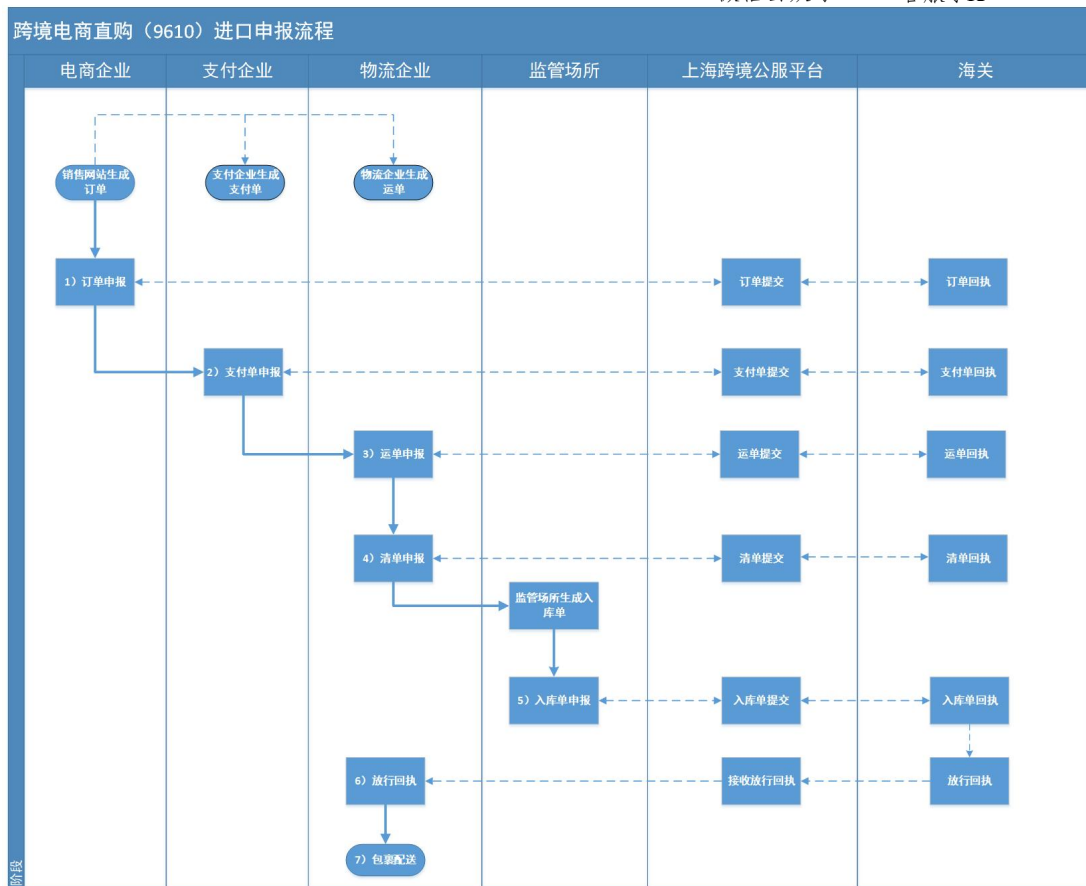 跨境电商直购（9610）进口申报流程
电商企业
支付企业
物流企业
监管场所
上海跨境公服平台
海关
销售网站生成
订单
支付企业生成
支付单
物流企业生成
运单
1）订单申报
订单提交
订单回执
2）支付单申报
支付单提交
支付单回执
3）运单申报
运单提交
运单回执
4）清单申报
清单提交
清单回执
监管场所生成入
库单
5）入库单申报
入库单提交
入库单回执
6）放行回执
接收放行回执
放行回执
7）包裹配送
阶段